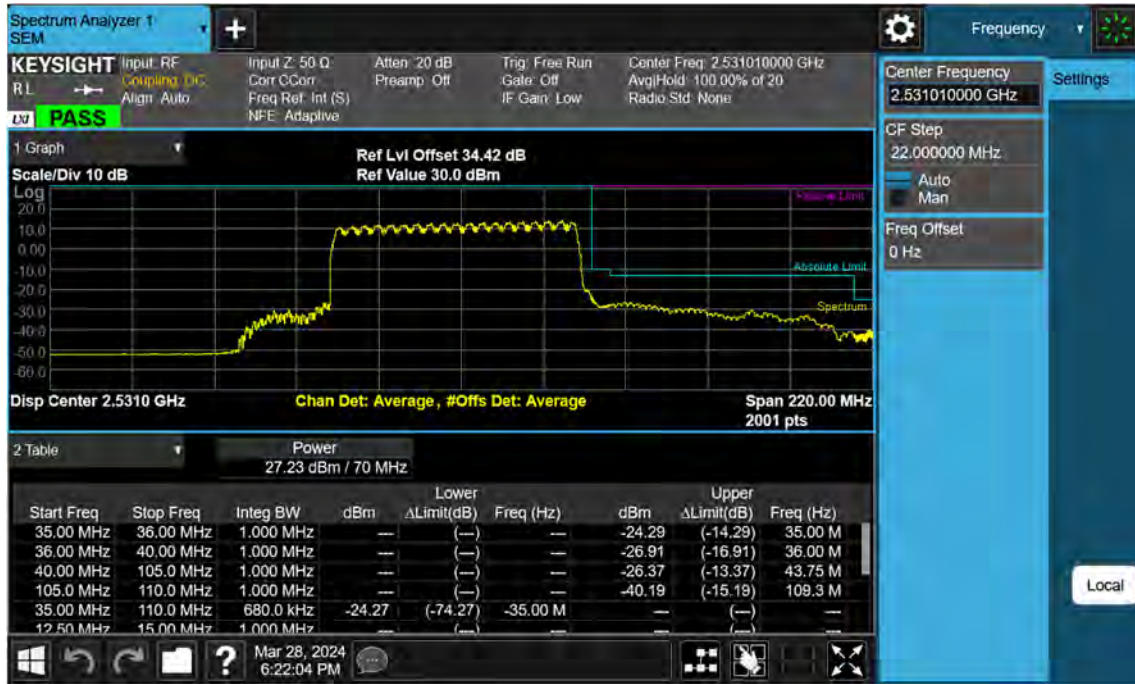 Spectrum Analyzer 1
SEM
+
Frequency
KEYSIGHT
RL
LXI
PASS
Input: RF
Coupling: DC
Align: Auto
Input Z: 50 Ω
Corr CCorr
Freq Ref: Int (S)
NFE: Adaptive
Atten: 20 dB
Preamp: Off
Trig: Free Run
Gate: Off
IF Gain: Low
Center Freq: 2.531010000 GHz
Avg|Hold: 100.00% of 20
Radio Std: None
Center Frequency
2.531010000 GHz
Settings
CF Step
22.000000 MHz
Auto
Man
Freq Offset
0 Hz
1 Graph
Scale/Div 10 dB
Ref Lvl Offset 34.42 dB
Ref Value 30.0 dBm
Log
20.0
10.0
0.00
-10.0
-20.0
-30.0
-40.0
-50.0
-60.0
Relative Limit
Absolute Limit
Spectrum
Disp Center 2.5310 GHz
Chan Det: Average, #Offs Det: Average
Span 220.00 MHz
2001 pts
2 Table
Power
27.23 dBm / 70 MHz
Lower Upper
Start Freq Stop Freq Integ BW dBm ΔLimit(dB) Freq (Hz) dBm ΔLimit(dB) Freq (Hz)
35.00 MHz 36.00 MHz 1.000 MHz --- (---) --- -24.29 (-14.29) 35.00 M
36.00 MHz 40.00 MHz 1.000 MHz --- (---) --- -26.91 (-16.91) 36.00 M
40.00 MHz 105.0 MHz 1.000 MHz --- (---) --- -26.37 (-13.37) 43.75 M
105.0 MHz 110.0 MHz 1.000 MHz --- (---) --- -40.19 (-15.19) 109.3 M
35.00 MHz 110.0 MHz 680.0 kHz -24.27 (-74.27) -35.00 M --- (---) ---
12.50 MHz 15.00 MHz 1.000 MHz --- (---) --- --- (---) ---
Local
?
Mar 28, 2024
6:22:04 PM